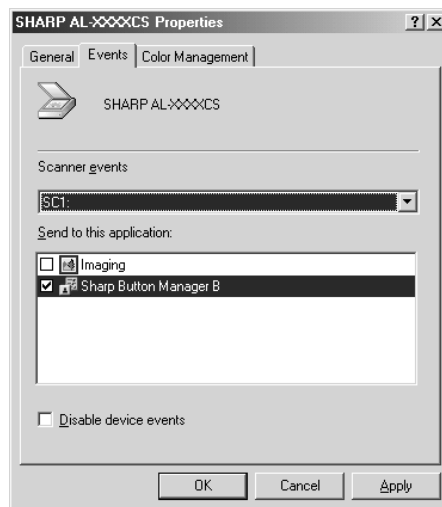 SHARP AL-XXXXCS Properties
General Events Color Management
SHARP AL-XXXXCS
Scanner events
SC1:
Send to this application:
Imaging
Sharp Button Manager B
Disable device events
OK Cancel Apply